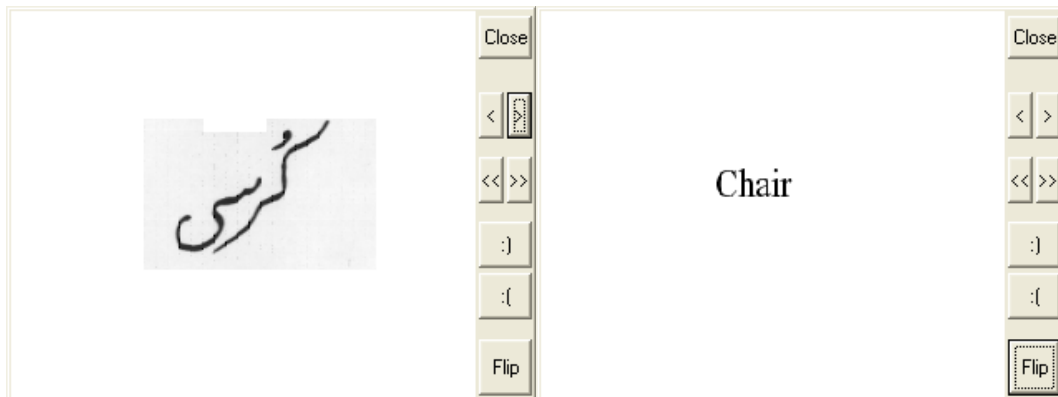 کُرسی
Close
< >
<< >>
:)
:(
Flip
Chair
Close
< >
<< >>
:)
:(
Flip